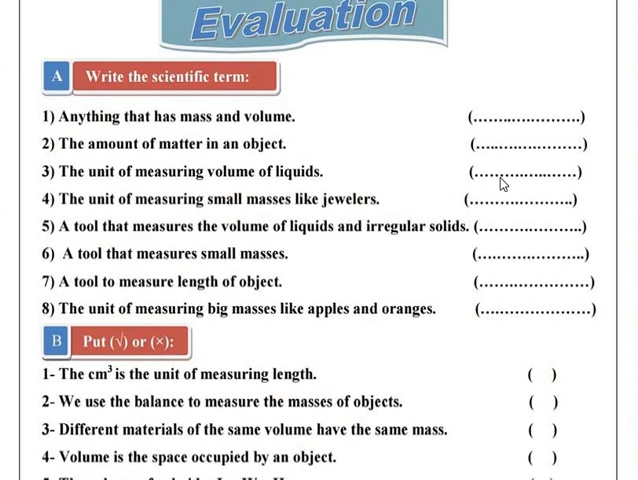 Evaluation
A Write the scientific term:
1) Anything that has mass and volume. (……..………….)
2) The amount of matter in an object. (…..…….………)
3) The unit of measuring volume of liquids. (……….…..……)
4) The unit of measuring small masses like jewelers. (…………………..)
5) A tool that measures the volume of liquids and irregular solids. (………………..)
6) A tool that measures small masses. (….…….………..)
7) A tool to measure length of object. (…………………)
8) The unit of measuring big masses like apples and oranges. (…………………)
B Put (√) or (×):
1- The cm³ is the unit of measuring length. ( )
2- We use the balance to measure the masses of objects. ( )
3- Different materials of the same volume have the same mass. ( )
4- Volume is the space occupied by an object. ( )